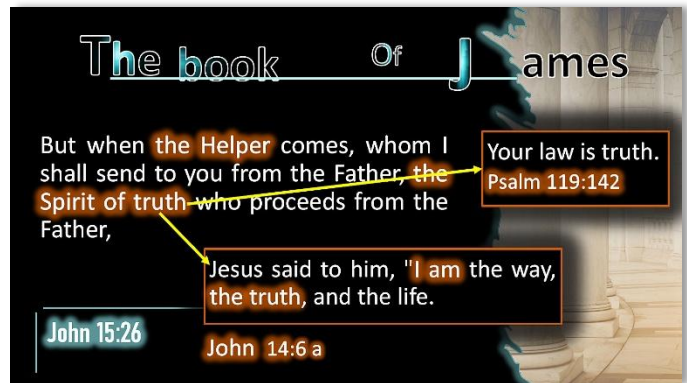 The book Of James
But when the Helper comes, whom I
shall send to you from the Father, the
Spirit of truth who proceeds from the
Father,
Your law is truth.
Psalm 119:142
Jesus said to him, "I am the way,
the truth, and the life.
John 15:26
John 14:6 a